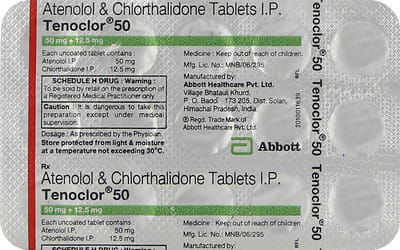 Atenolol & Chlorthalidone Tablets I.P.
Tenoclor® 50
50 mg + 12.5 mg
Each uncoated tablet contains :
Atenolol I.P. 50 mg
Chlorthalidone I.P. 12.5 mg
SCHEDULE H DRUG : Warning :
To be sold by retail on the prescription of
a Registered Medical Practitioner only.
Caution : It is dangerous to take this
preparation except under medical
supervision.
Dosage : As prescribed by the Physician.
Store protected from light & moisture
at a temperature not exceeding 30°C.
Medicine : Keep out of reach of children.
Mfg. Lic. No.: MNB/06/295
Manufactured by:
Abbott Healthcare Pvt. Ltd.
Village Bhatauli Khurd,
P. O. Baddi - 173 205, Dist. Solan,
Himachal Pradesh, India
® Regd. Trade Mark of
Abbott Healthcare Pvt. Ltd.
Abbott
Rx
Atenolol & Chlorthalidone Tablets I.P.
Tenoclor® 50
50 mg + 12.5 mg
Each uncoated tablet contains
Atenolol I.P. 50 mg
Chlorthalidone I.P. 12.5 mg
SCHEDULE H DRUG : Warning :
Medicine : Keep out of reach of children.
Mfg. Lic. No.: MNB/06/295
Manufactured by:
Tenoclor® 50
Tenoclor® 50